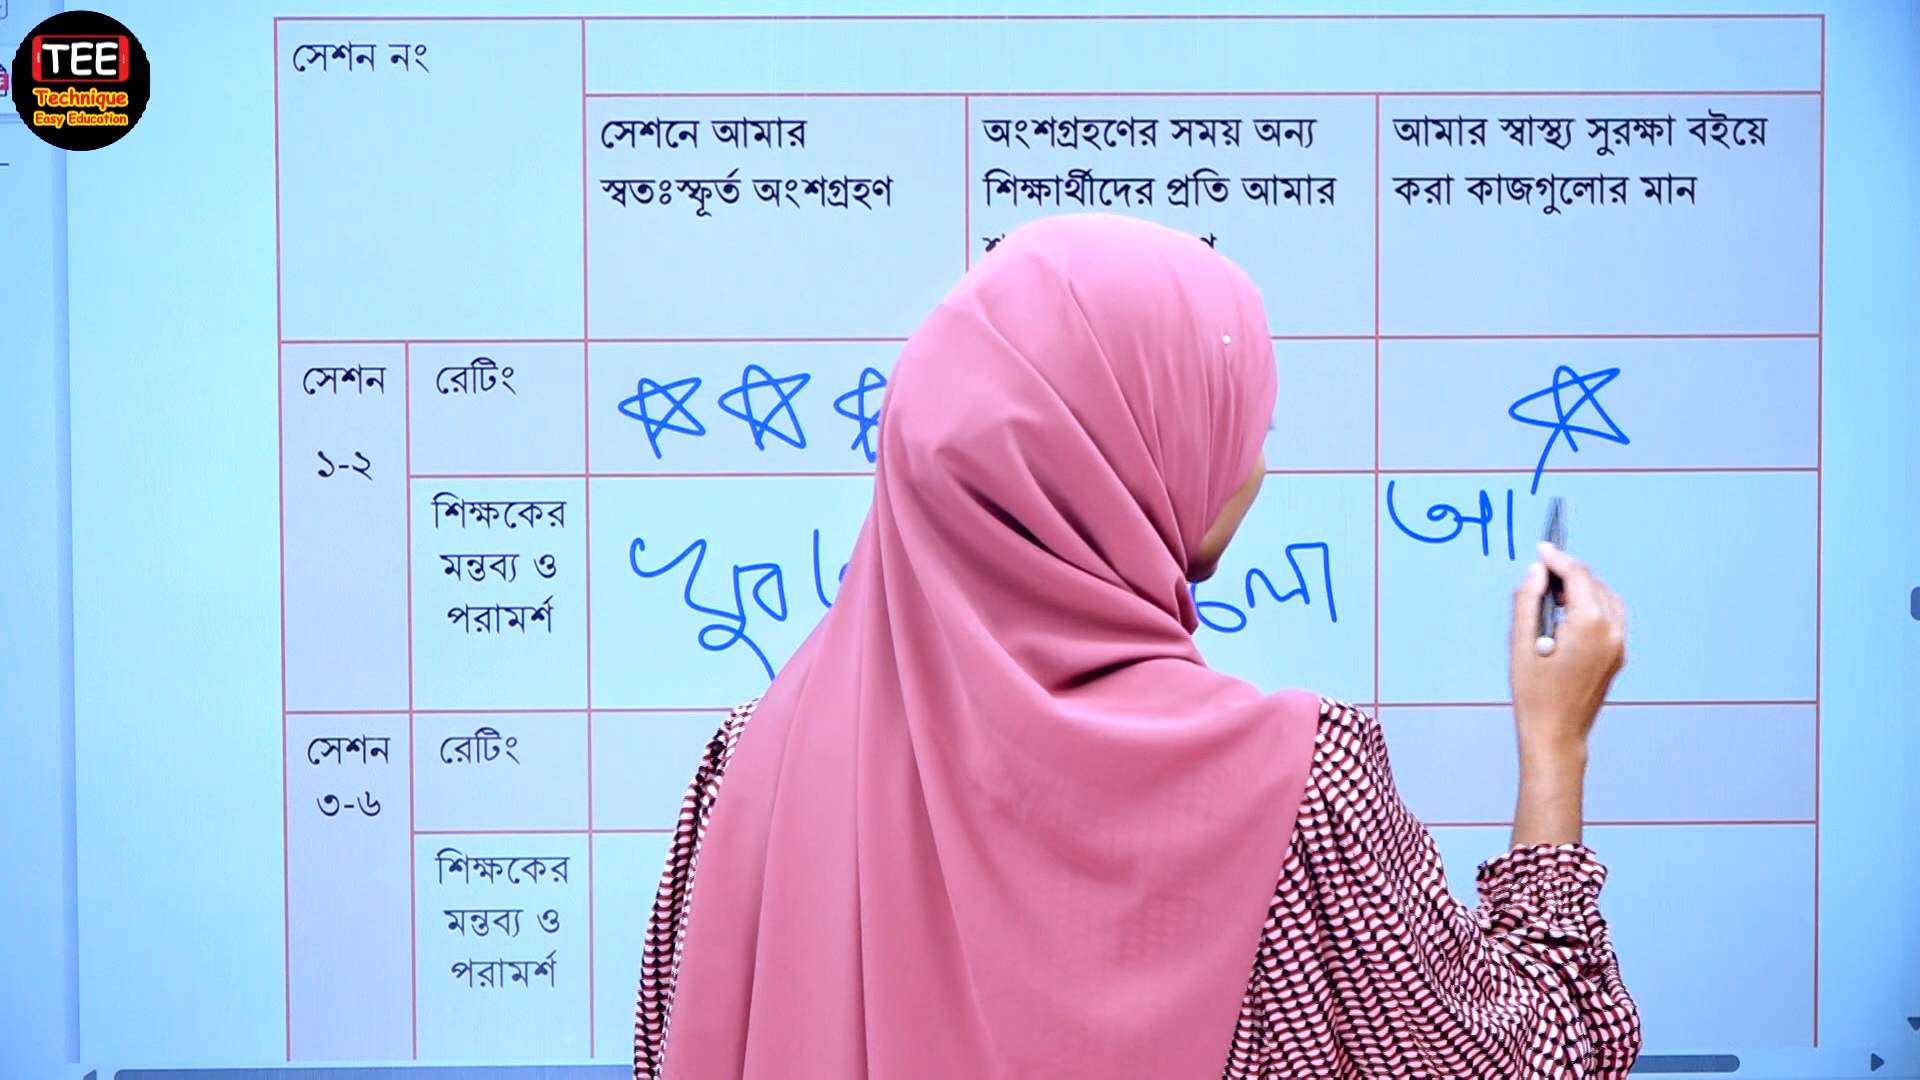 TEE
Technique
Easy Education
সেশন নং
সেশনে আমার
স্বতঃস্ফূর্ত অংশগ্রহণ
অংশগ্রহণের সময় অন্য
শিক্ষার্থীদের প্রতি আমার
আমার স্বাস্থ্য সুরক্ষা বইয়ে
করা কাজগুলোর মান
সেশন
১-২
রেটিং
শিক্ষকের
মন্তব্য ও
পরামর্শ
খুব
আ
সেশন
৩-৬
রেটিং
শিক্ষকের
মন্তব্য ও
পরামর্শ